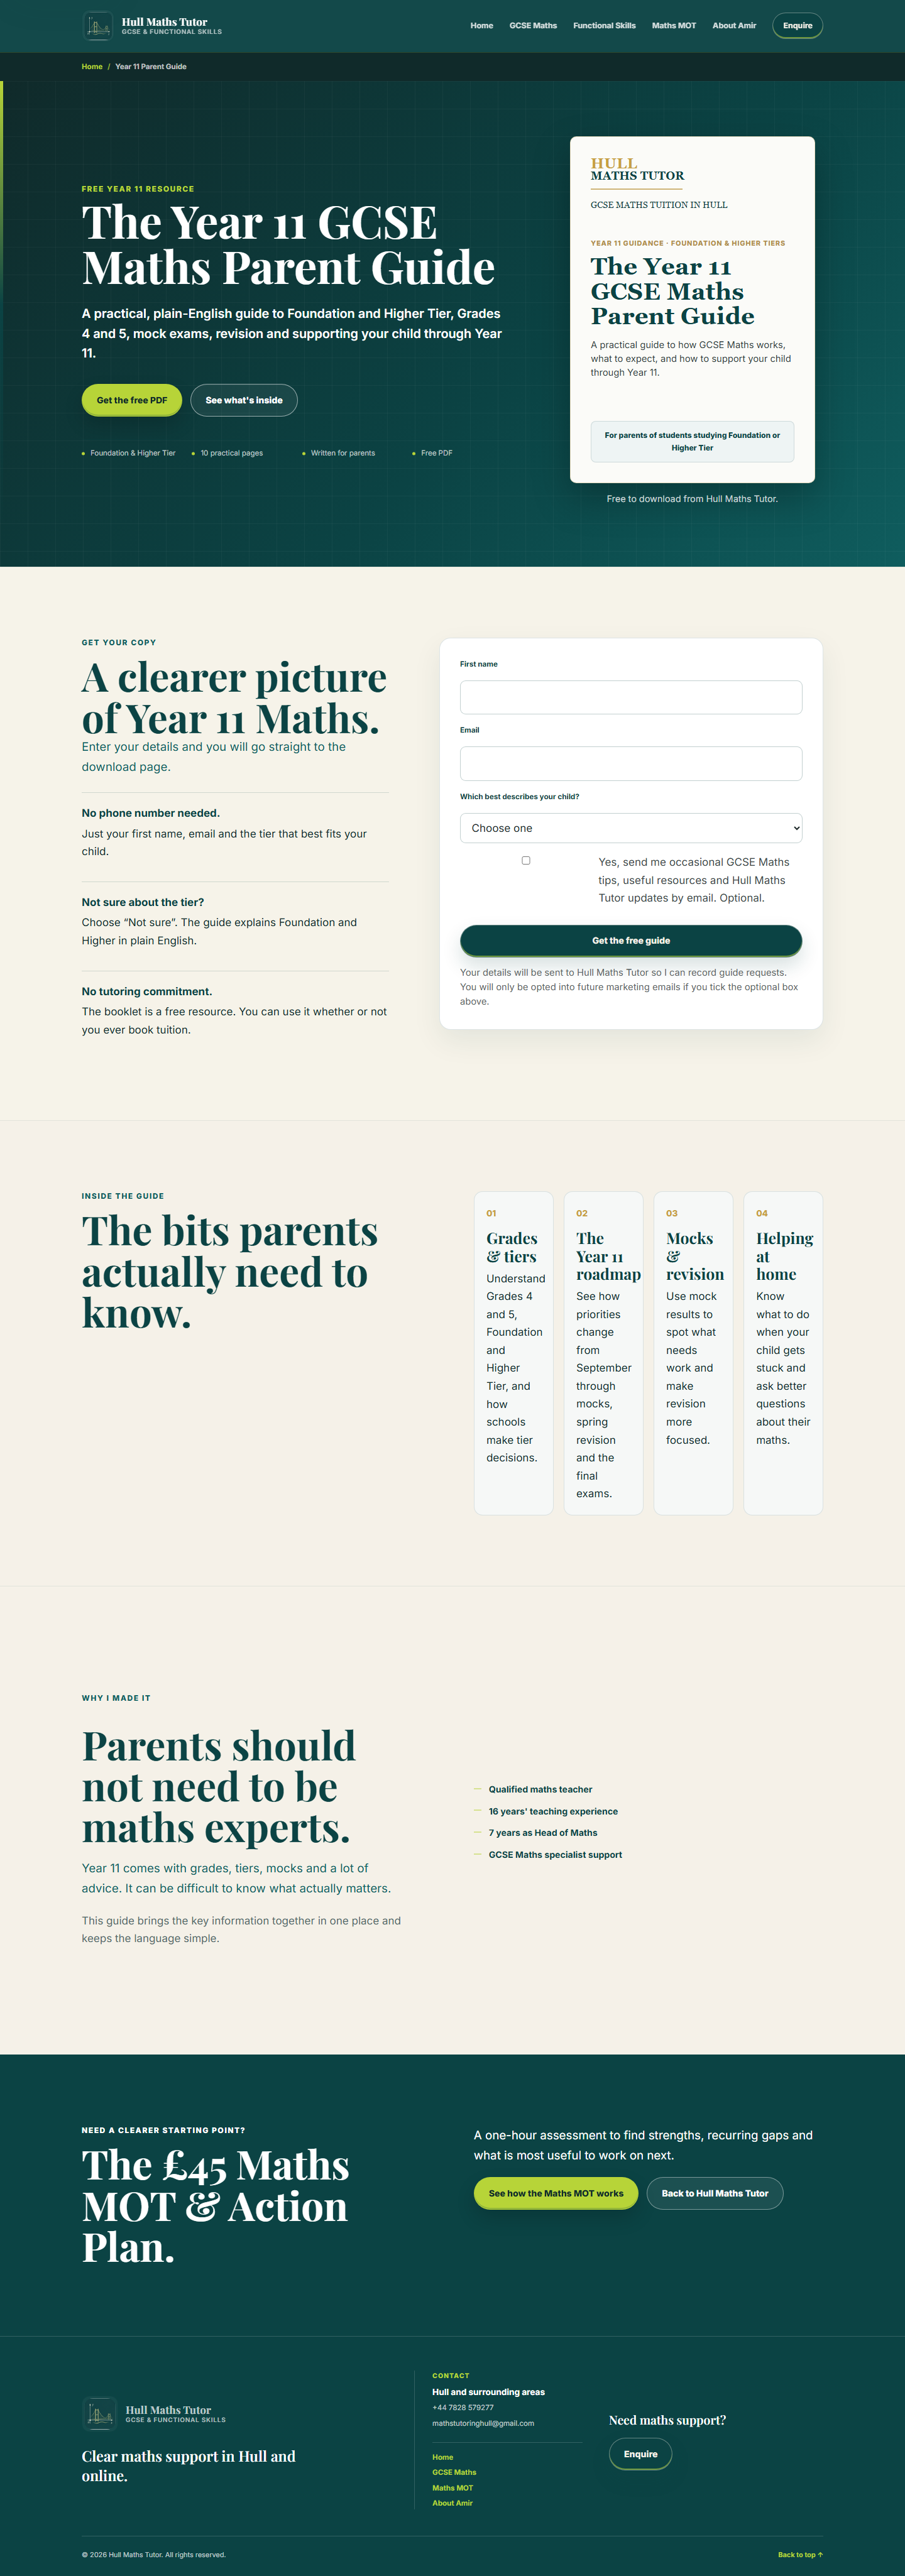 Hull Maths Tutor
GCSE & FUNCTIONAL SKILLS
Home
GCSE Maths
Functional Skills
Maths MOT
About Amir
Enquire
Home / Year 11 Parent Guide
FREE YEAR 11 RESOURCE
The Year 11 GCSE
Maths Parent Guide
A practical, plain-English guide to Foundation and Higher Tier, Grades
4 and 5, mock exams, revision and supporting your child through Year
11.
Get the free PDF
See what's inside
Foundation & Higher Tier
10 practical pages
Written for parents
Free PDF
HULL
MATHS TUTOR
GCSE MATHS TUITION IN HULL
YEAR 11 GUIDANCE · FOUNDATION & HIGHER TIERS
The Year 11
GCSE Maths
Parent Guide
A practical guide to how GCSE Maths works,
what to expect, and how to support your child
through Year 11.
For parents of students studying Foundation or
Higher Tier
Free to download from Hull Maths Tutor.
GET YOUR COPY
A clearer picture
of Year 11 Maths.
Enter your details and you will go straight to the
download page.
No phone number needed.
Just your first name, email and the tier that best fits your
child.
Not sure about the tier?
Choose “Not sure”. The guide explains Foundation and
Higher in plain English.
No tutoring commitment.
The booklet is a free resource. You can use it whether or not
you ever book tuition.
First name
Email
Which best describes your child?
Choose one
Yes, send me occasional GCSE Maths
tips, useful resources and Hull Maths
Tutor updates by email. Optional.
Get the free guide
Your details will be sent to Hull Maths Tutor so I can record guide requests.
You will only be opted into future marketing emails if you tick the optional box
above.
INSIDE THE GUIDE
The bits parents
actually need to
know.
01
Grades
& tiers
Understand
Grades 4
and 5,
Foundation
and
Higher
Tier, and
how
schools
make tier
decisions.
02
The
Year 11
roadmap
See how
priorities
change
from
September
through
mocks,
spring
revision
and the
final
exams.
03
Mocks
&
revision
Use mock
results to
spot what
needs
work and
make
revision
more
focused.
04
Helping
at
home
Know
what to do
when your
child gets
stuck and
ask better
questions
about their
maths.
WHY I MADE IT
Parents should
not need to be
maths experts.
Year 11 comes with grades, tiers, mocks and a lot of
advice. It can be difficult to know what actually matters.
This guide brings the key information together in one place and
keeps the language simple.
Qualified maths teacher
16 years' teaching experience
7 years as Head of Maths
GCSE Maths specialist support
NEED A CLEARER STARTING POINT?
The £45 Maths
MOT & Action
Plan.
A one-hour assessment to find strengths, recurring gaps and
what is most useful to work on next.
See how the Maths MOT works
Back to Hull Maths Tutor
Hull Maths Tutor
GCSE & FUNCTIONAL SKILLS
Clear maths support in Hull and
online.
CONTACT
Hull and surrounding areas
+44 7828 579277
mathstutoringhull@gmail.com
Home
GCSE Maths
Maths MOT
About Amir
Need maths support?
Enquire
© 2026 Hull Maths Tutor. All rights reserved.
Back to top ↑